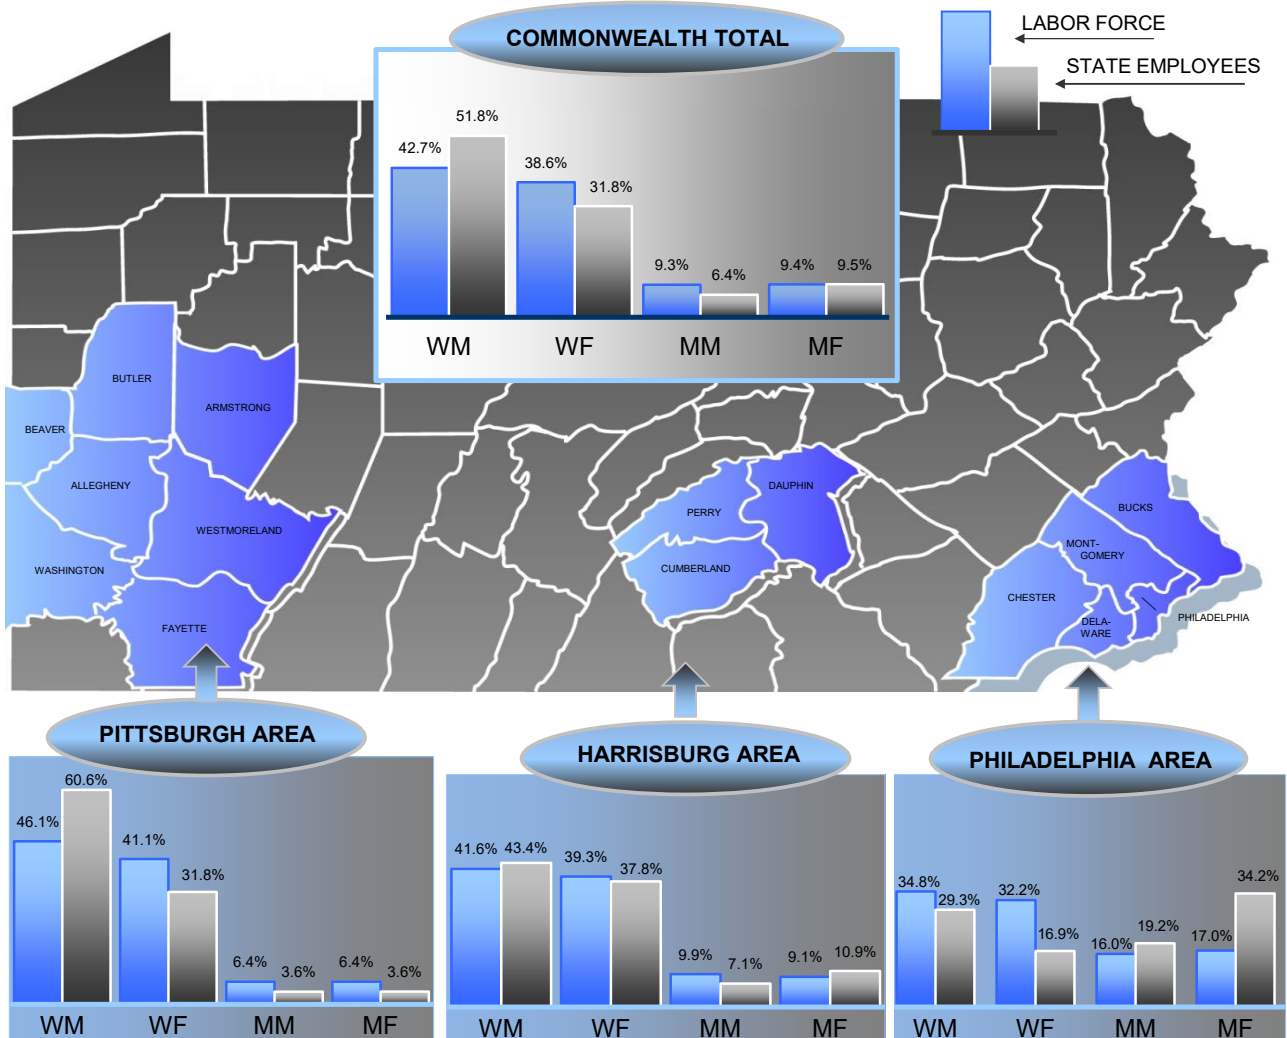 COMMONWEALTH TOTAL
LABOR FORCE
STATE EMPLOYEES
42.7%
51.8%
38.6%
31.8%
9.3%
6.4%
9.4%
9.5%
WM
WF
MM
MF
BUTLER
ARMSTRONG
BEAVER
ALLEGHENY
WESTMORELAND
WASHINGTON
FAYETTE
DAUPHIN
PERRY
CUMBERLAND
BUCKS
MONT-
GOMERY
CHESTER
DELA-
WARE
PHILADELPHIA
PITTSBURGH AREA
60.6%
46.1%
41.1%
31.8%
6.4%
3.6%
6.4%
3.6%
WM
WF
MM
MF
HARRISBURG AREA
41.6%
43.4%
39.3%
37.8%
9.9%
7.1%
9.1%
10.9%
WM
WF
MM
MF
PHILADELPHIA AREA
34.8%
29.3%
32.2%
16.9%
16.0%
19.2%
17.0%
34.2%
WM
WF
MM
MF